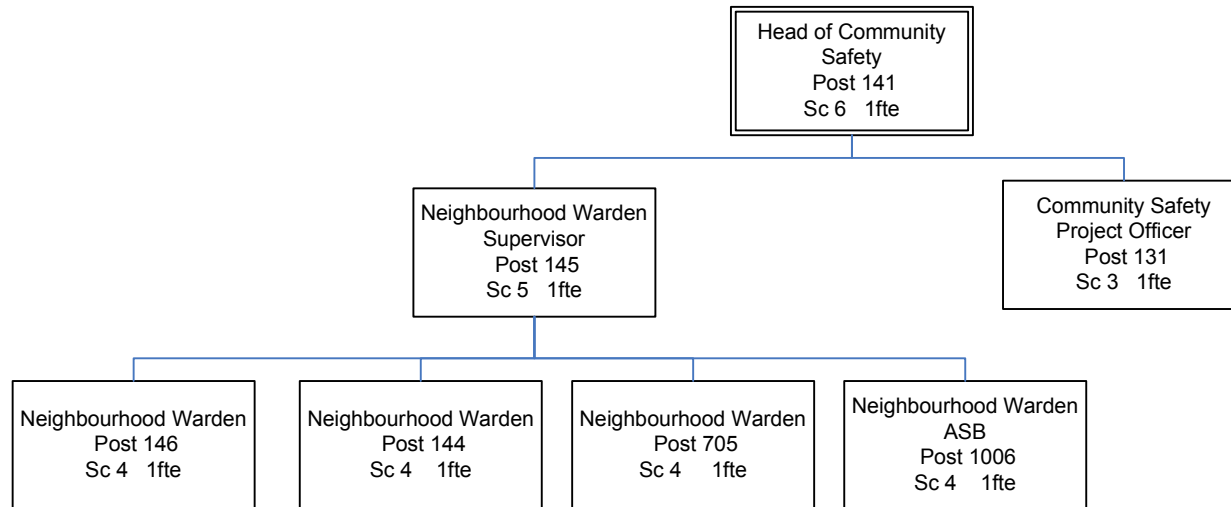 Head of Community
Safety
Post 141
Sc 6 1fte
Neighbourhood Warden
Supervisor
Post 145
Sc 5 1fte
Community Safety
Project Officer
Post 131
Sc 3 1fte
Neighbourhood Warden
Post 146
Sc 4 1fte
Neighbourhood Warden
Post 144
Sc 4 1fte
Neighbourhood Warden
Post 705
Sc 4 1fte
Neighbourhood Warden
ASB
Post 1006
Sc 4 1fte